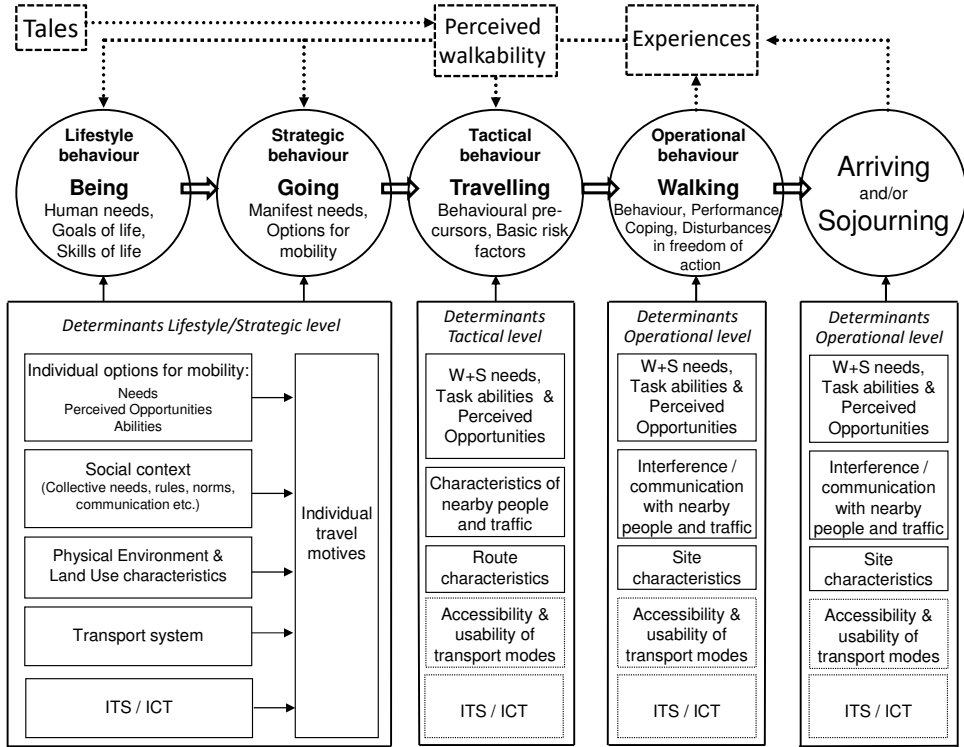 Tales
Perceived
walkability
Experiences
Lifestyle
behaviour
Being
Human needs,
Goals of life,
Skills of life
Strategic
behaviour
Going
Manifest needs,
Options for
mobility
Tactical
behaviour
Travelling
Behavioural pre-
cursors, Basic risk
factors
Operational
behaviour
Walking
Behaviour, Performance,
Coping, Disturbances
in freedom of
action
Arriving
and/or
Sojourning
Determinants Lifestyle/Strategic level
Individual options for mobility:
Needs
Perceived Opportunities
Abilities
Social context
(Collective needs, rules, norms,
communication etc.)
Physical Environment &
Land Use characteristics
Transport system
ITS / ICT
Individual
travel
motives
Determinants
Tactical level
W+S needs,
Task abilities &
Perceived
Opportunities
Characteristics of
nearby people
and traffic
Route
characteristics
Accessibility &
usability of
transport modes
ITS / ICT
Determinants
Operational level
W+S needs,
Task abilities &
Perceived
Opportunities
Interference /
communication
with nearby
people and traffic
Site
characteristics
Accessibility &
usability of
transport modes
ITS / ICT
Determinants
Operational level
W+S needs,
Task abilities &
Perceived
Opportunities
Interference /
communication
with nearby
people and traffic
Site
characteristics
Accessibility &
usability of
transport modes
ITS / ICT